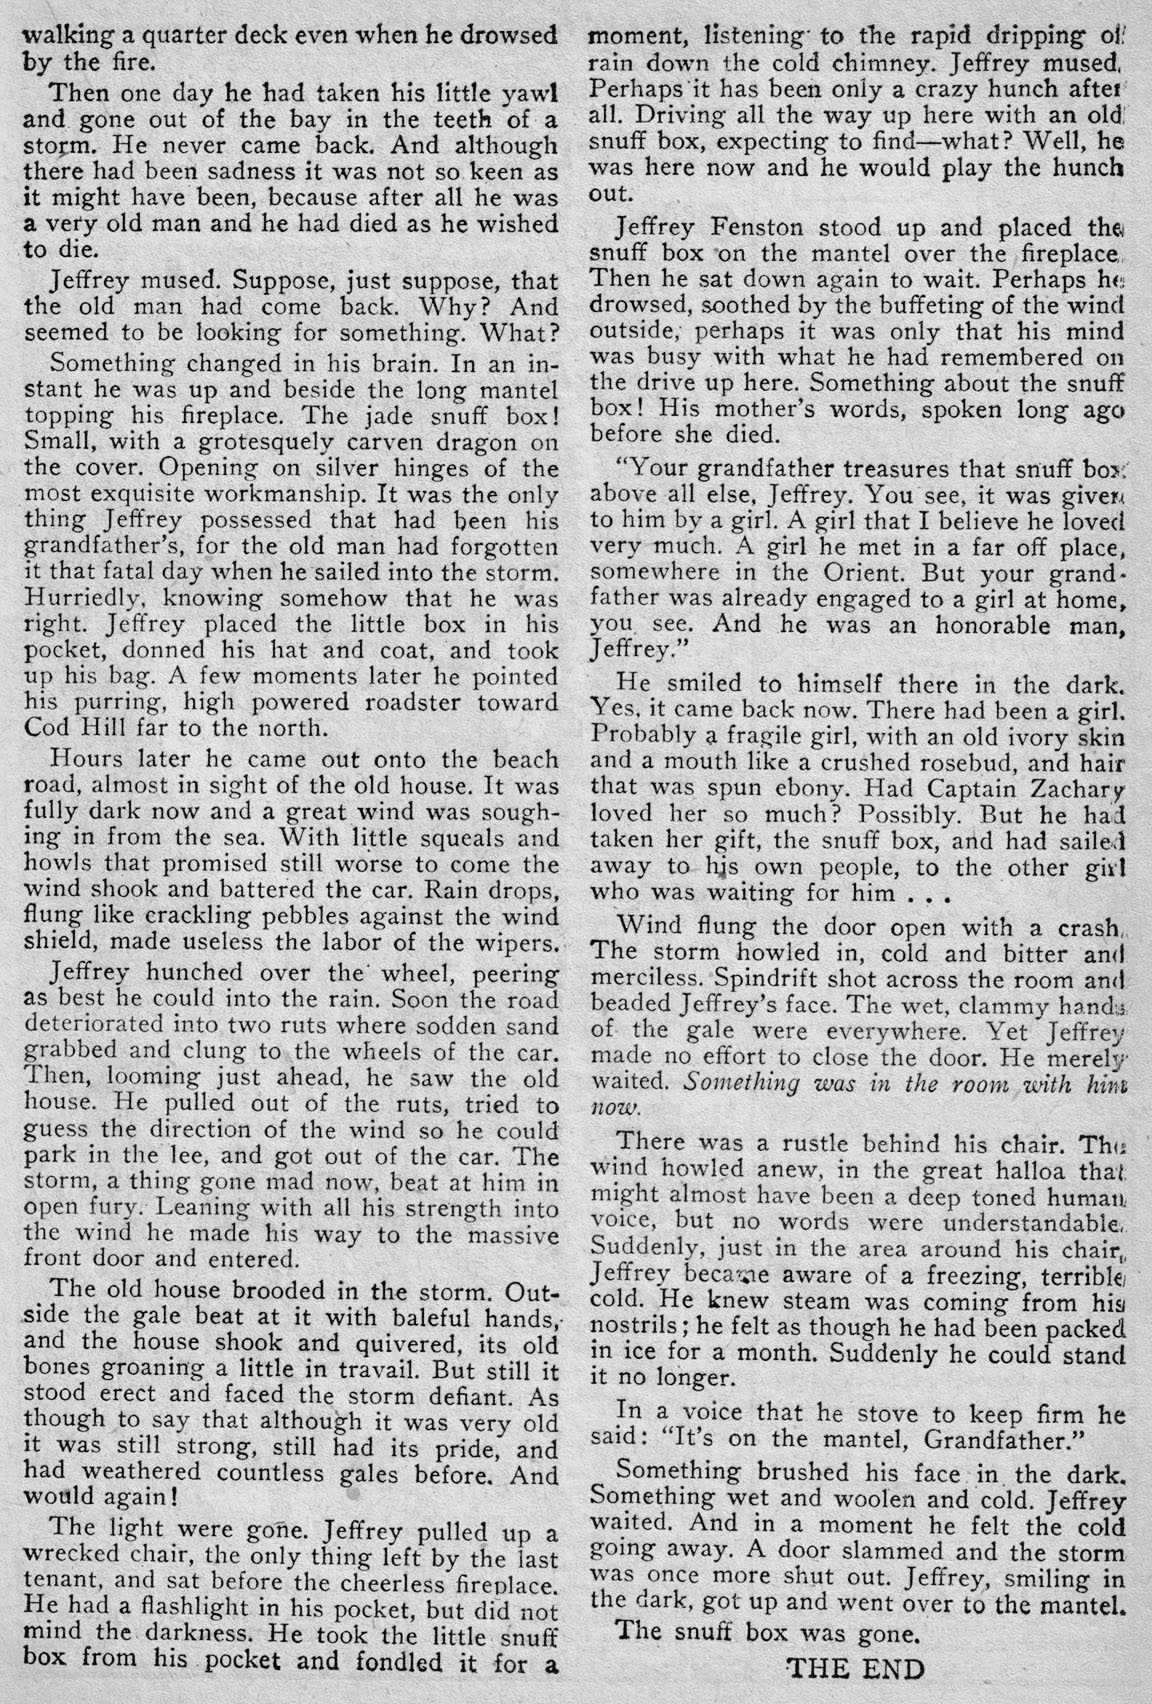 walking a quarter deck even when he drowsed
by the fire.
Then one day he had taken his little yawl
and gone out of the bay in the teeth of a
storm. He never came back. And although
there had been sadness it was not so keen as
it might have been, because after all he was
a very old man and he had died as he wished
to die.
Jeffrey mused. Suppose, just suppose, that
the old man had come back. Why? And
seemed to be looking for something. What?
Something changed in his brain. In an in-
stant he was up and beside the long mantel
topping his fireplace. The jade snuff box!
Small, with a grotesquely carven dragon on
the cover. Opening on silver hinges of the
most exquisite workmanship. It was the only
thing Jeffrey possessed that had been his
grandfather's, for the old man had forgotten
it that fatal day when he sailed into the storm.
Hurriedly, knowing somehow that he was
right. Jeffrey placed the little box in his
pocket, donned his hat and coat, and took
up his bag. A few moments later he pointed
his purring, high powered roadster toward
Cod Hill far to the north.
Hours later he came out onto the beach
road, almost in sight of the old house. It was
fully dark now and a great wind was sough-
ing in from the sea. With little squeals and
howls that promised still worse to come the
wind shook and battered the car. Rain drops,
flung like crackling pebbles against the wind
shield, made useless the labor of the wipers.
Jeffrey hunched over the wheel, peering
as best he could into the rain. Soon the road
deteriorated into two ruts where sodden sand
grabbed and clung to the wheels of the car.
Then, looming just ahead, he saw the old
house. He pulled out of the ruts, tried to
guess the direction of the wind so he could
park in the lee, and got out of the car. The
storm, a thing gone mad now, beat at him in
open fury. Leaning with all his strength into
the wind he made his way to the massive
front door and entered.
The old house brooded in the storm. Out-
side the gale beat at it with baleful hands,
and the house shook and quivered, its old
bones groaning a little in travail. But still it
stood erect and faced the storm defiant. As
though to say that although it was very old
it was still strong, still had its pride, and
had weathered countless gales before. And
would again!
The light were gone. Jeffrey pulled up a
wrecked chair, the only thing left by the last
tenant, and sat before the cheerless fireplace.
He had a flashlight in his pocket, but did not
mind the darkness. He took the little snuff
box from his pocket and fondled it for a
moment, listening to the rapid dripping of
rain down the cold chimney. Jeffrey mused.
Perhaps it has been only a crazy hunch after
all. Driving all the way up here with an old
snuff box, expecting to find—what? Well, he
was here now and he would play the hunch
out.
Jeffrey Fenston stood up and placed the
snuff box on the mantel over the fireplace.
Then he sat down again to wait. Perhaps he
drowsed, soothed by the buffeting of the wind
outside, perhaps it was only that his mind
was busy with what he had remembered on
the drive up here. Something about the snuff
box! His mother's words, spoken long ago
before she died.
"Your grandfather treasures that snuff box
above all else, Jeffrey. You see, it was given
to him by a girl. A girl that I believe he loved
very much. A girl he met in a far off place,
somewhere in the Orient. But your grand-
father was already engaged to a girl at home,
you see. And he was an honorable man,
Jeffrey."
He smiled to himself there in the dark.
Yes, it came back now. There had been a girl.
Probably a fragile girl, with an old ivory skin
and a mouth like a crushed rosebud, and hair
that was spun ebony. Had Captain Zachary
loved her so much? Possibly. But he had
taken her gift, the snuff box, and had sailed
away to his own people, to the other girl
who was waiting for him . . .
Wind flung the door open with a crash.
The storm howled in, cold and bitter and
merciless. Spindrift shot across the room and
beaded Jeffrey's face. The wet, clammy hands
of the gale were everywhere. Yet Jeffrey
made no effort to close the door. He merely
waited. Something was in the room with him
now.
There was a rustle behind his chair. The
wind howled anew, in the great halloa that
might almost have been a deep toned human
voice, but no words were understandable.
Suddenly, just in the area around his chair,
Jeffrey became aware of a freezing, terrible
cold. He knew steam was coming from his
nostrils; he felt as though he had been packed
in ice for a month. Suddenly he could stand
it no longer.
In a voice that he stove to keep firm he
said: "It's on the mantel, Grandfather."
Something brushed his face in the dark.
Something wet and woolen and cold. Jeffrey
waited. And in a moment he felt the cold
going away. A door slammed and the storm
was once more shut out. Jeffrey, smiling in
the dark, got up and went over to the mantel.
The snuff box was gone.
THE END